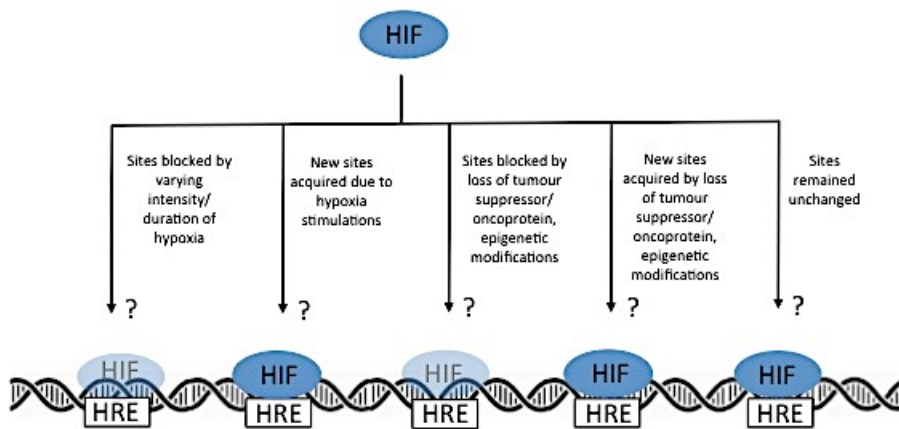 HIF
Sites blocked by
varying
intensity/
duration of
hypoxia
New sites
acquired due to
hypoxia
stimulations
Sites blocked by
loss of tumour
suppressor/
oncoprotein,
epigenetic
modifications
New sites
acquired by loss
of tumour
suppressor/
oncoprotein,
epigenetic
modifications
Sites
remained
unchanged
?
?
?
?
?
HIF
HIF
HIF
HIF
HIF
HRE
HRE
HRE
HRE
HRE